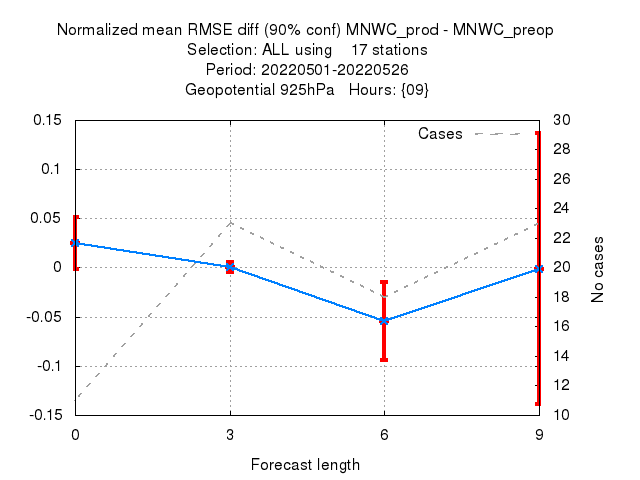 Normalized mean RMSE diff (90% conf) MNWC_prod - MNWC_preop
Selection: ALL using 17 stations
Period: 20220501-20220526
Geopotential 925hPa Hours: {09}
Cases
0.15
0.1
0.05
0
-0.05
-0.1
-0.15
30
28
26
24
22
20
18
16
14
12
10
No cases
0 3 6 9
Forecast length